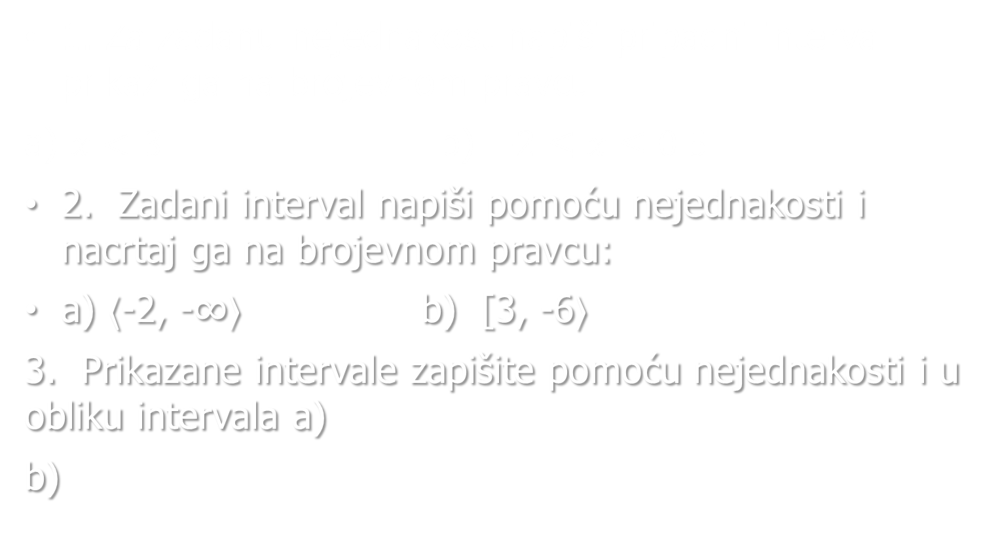 • 2. Zadani interval napiši pomoću nejednakosti i
nacrtaj ga na brojevnom pravcu:
• a) ⟨-2, -∞⟩ b) [3, -6⟩
3. Prikazane intervale zapišite pomoću nejednakosti i u
obliku intervala a)
b)